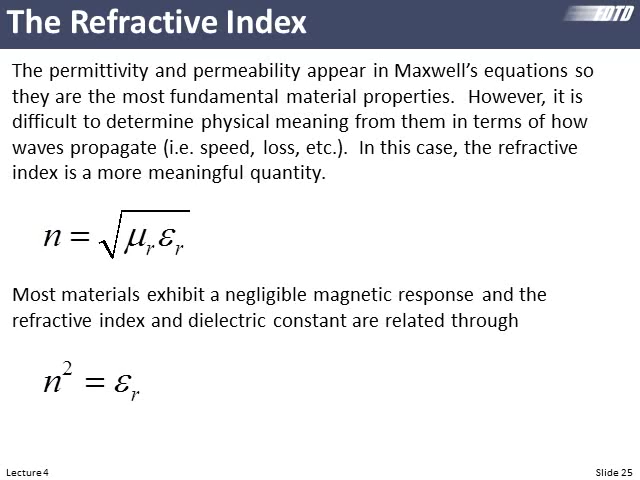 The Refractive Index
FDTD
The permittivity and permeability appear in Maxwell's equations so
they are the most fundamental material properties.  However, it is
difficult to determine physical meaning from them in terms of how
waves propagate (i.e. speed, loss, etc.).  In this case, the refractive
index is a more meaningful quantity.
n = √μᵣεᵣ
Most materials exhibit a negligible magnetic response and the
refractive index and dielectric constant are related through
n² = εᵣ
Lecture 4
Slide 25